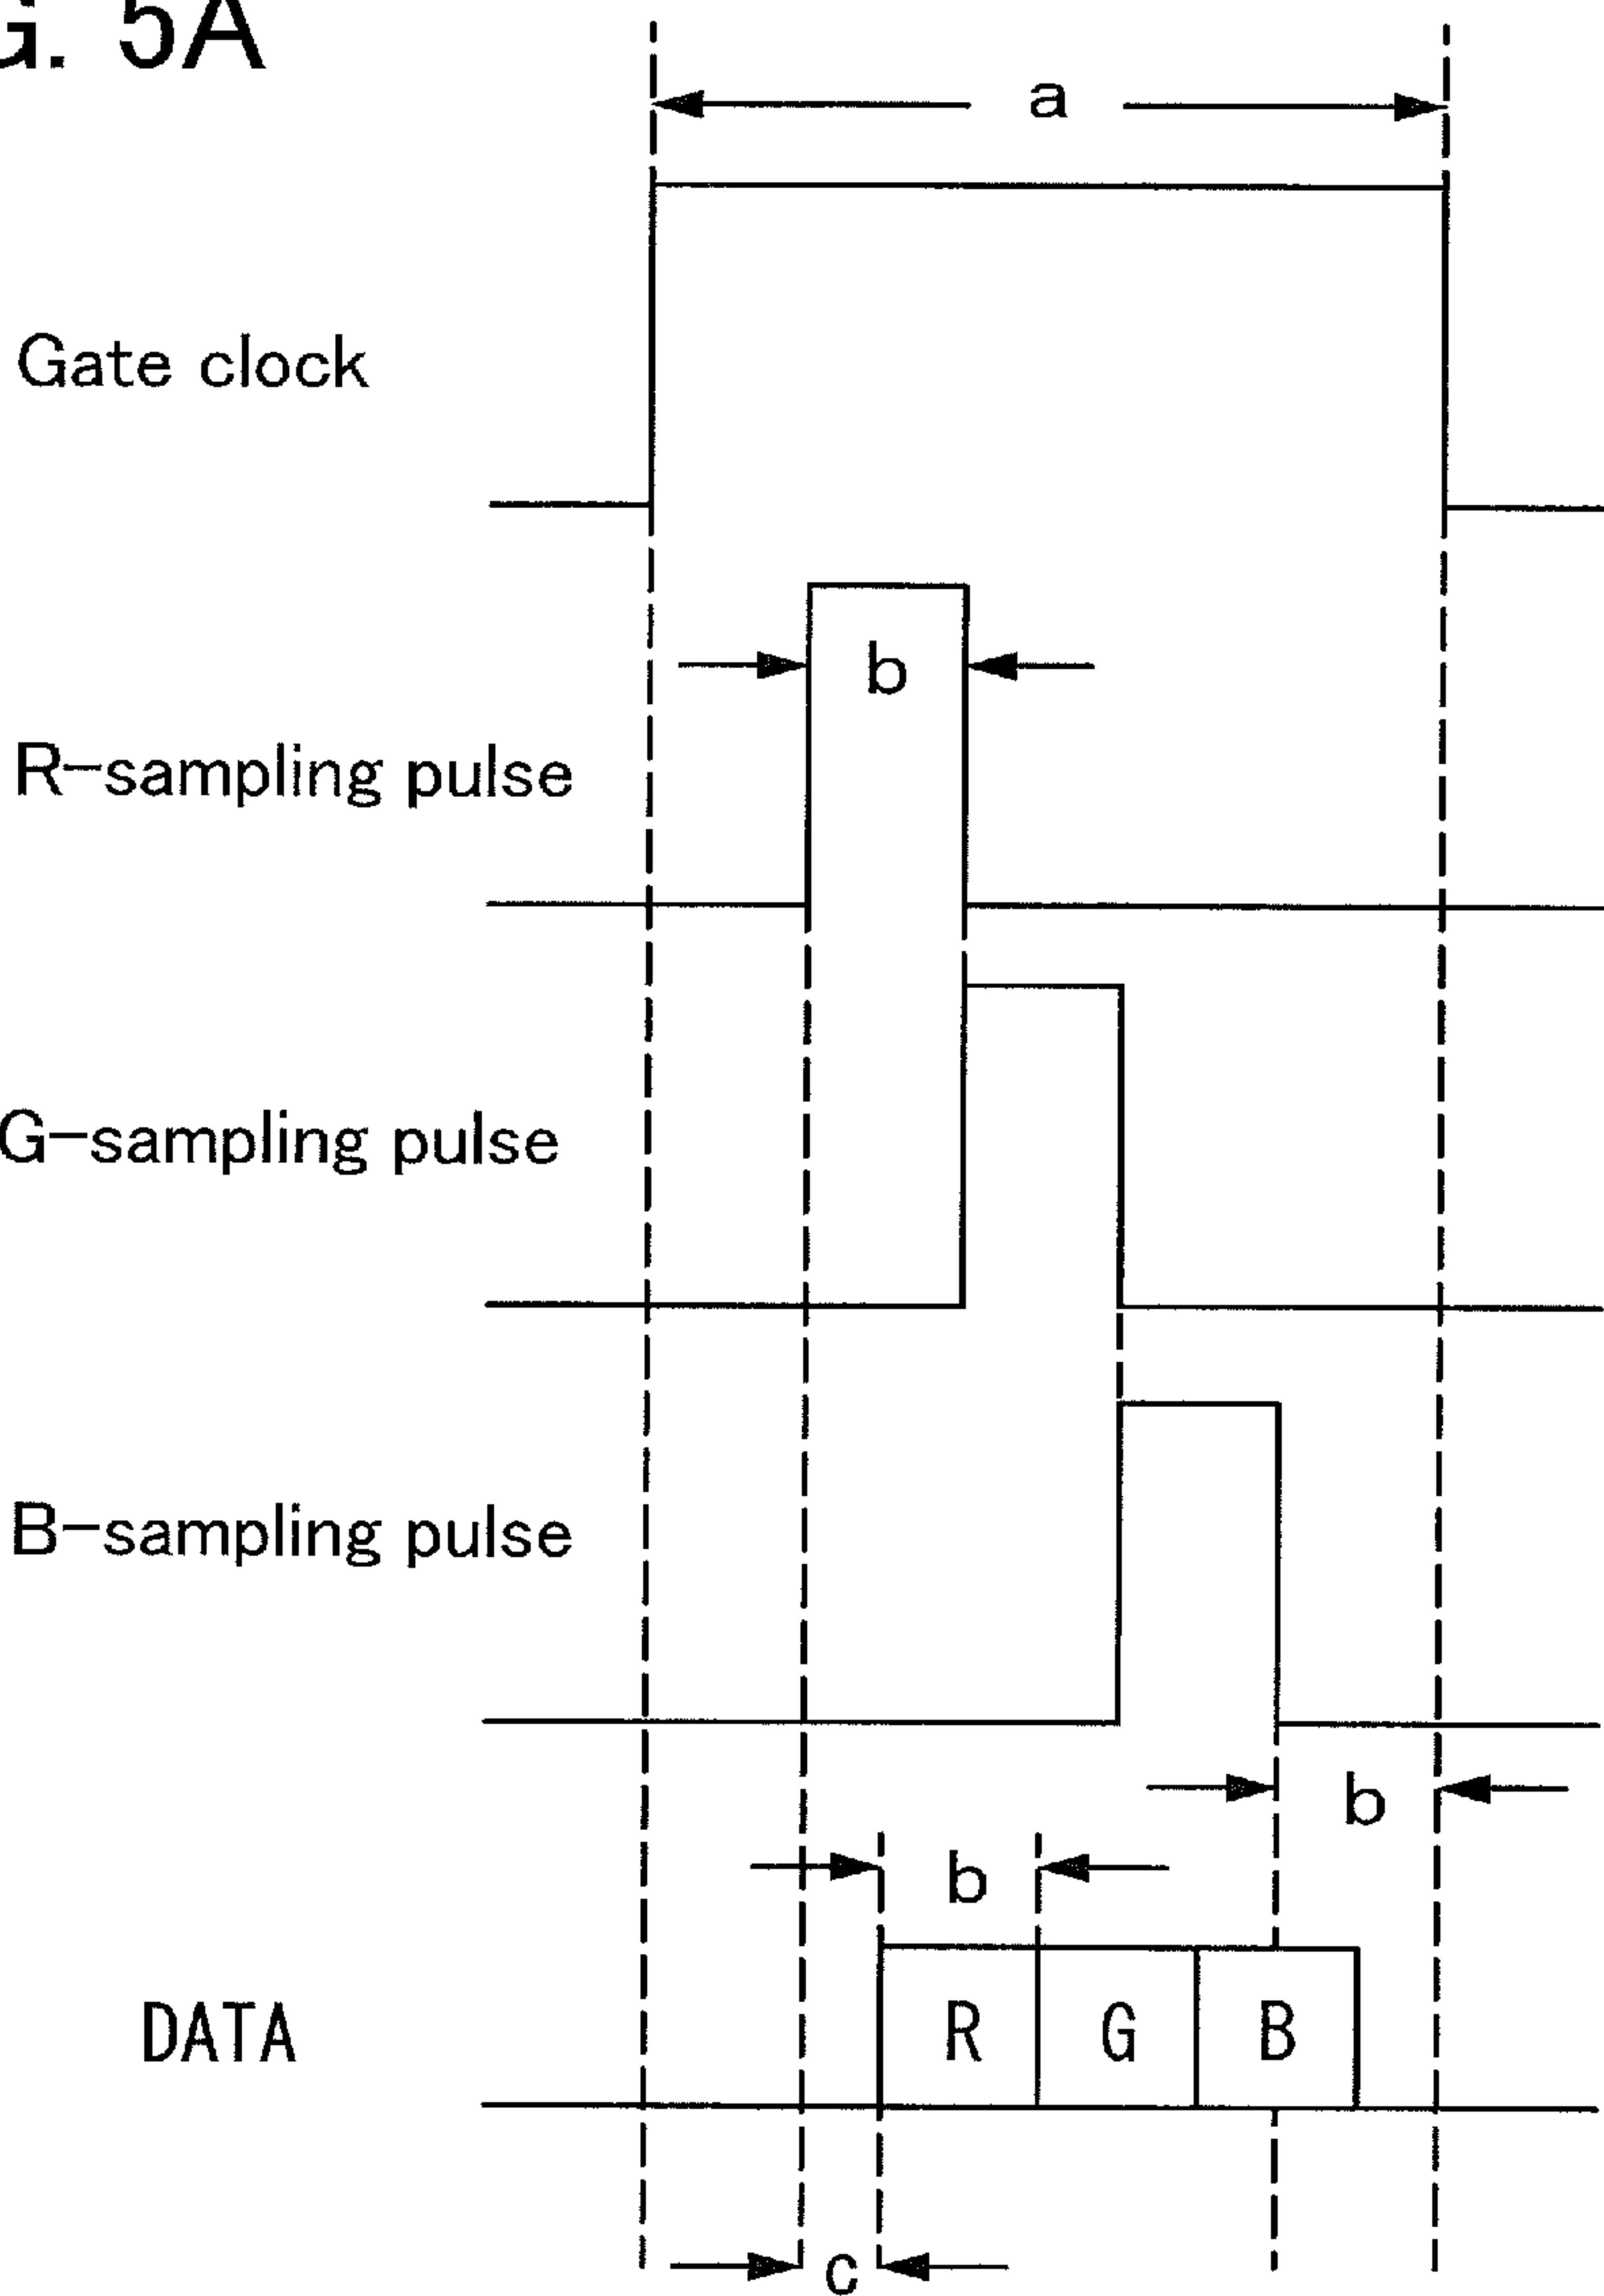 G. 5A
a
Gate clock
b
R-sampling pulse
G-sampling pulse
B-sampling pulse
b
b
DATA
R G B
c